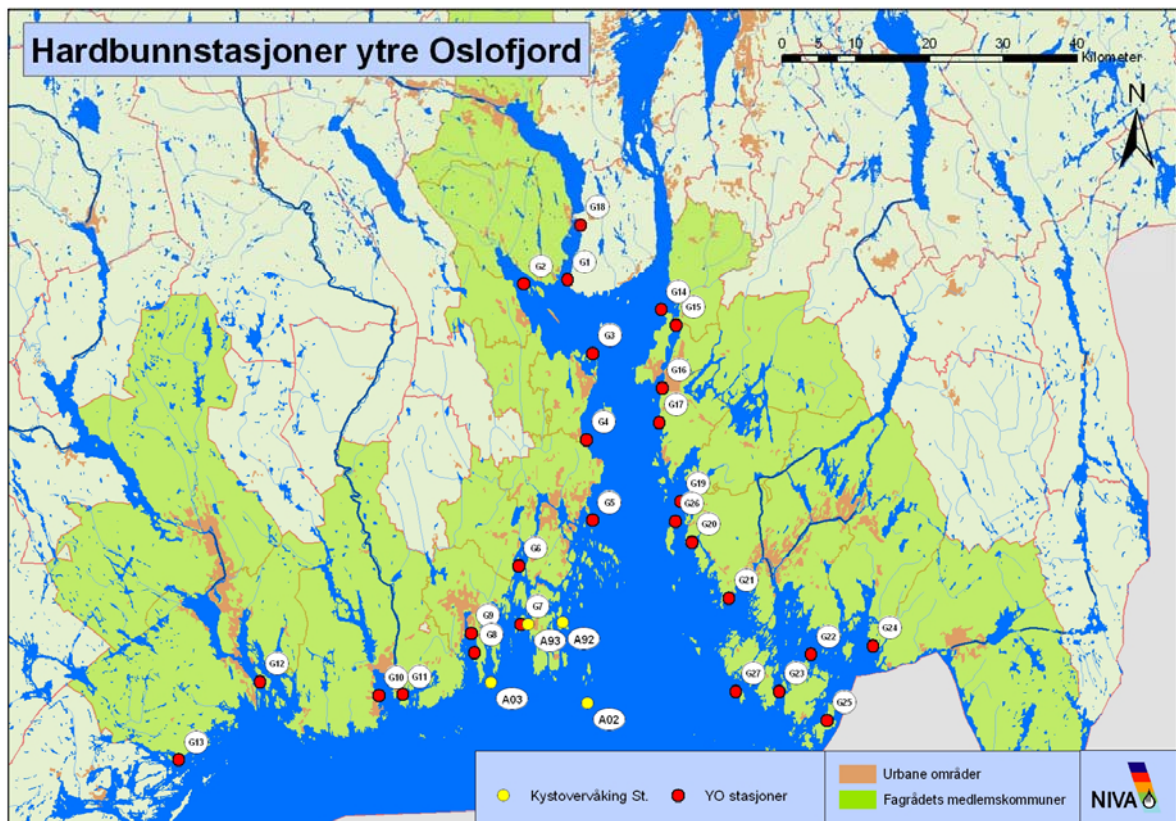 Hardbunnstasjoner ytre Oslofjord
0 5 10 20 30 40
Kilometer
N
G18
G2
G1
G14
G15
G3
G16
G17
G4
G19
G5
G26
G20
G6
G21
G7
G9
G8
A93
A92
G24
G22
G12
G10
G11
A03
G27
G23
A02
G25
G13
Kystovervåking St.
YO stasjoner
Urbane områder
Fagrådets medlemskommuner
NIVA